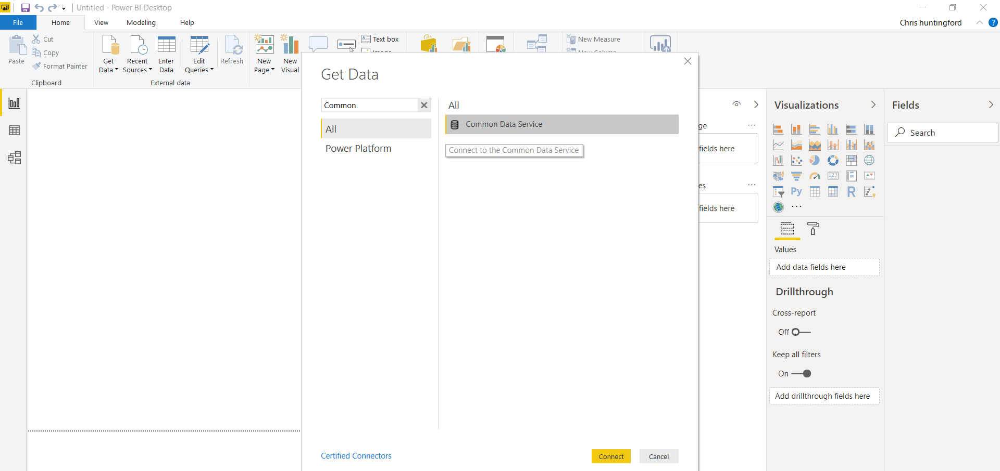 Untitled - Power BI Desktop
File Home View Modeling Help
Chris huntingford ?
Paste
Cut
Copy
Format Painter
Clipboard
Get Data
Recent Sources
Enter Data
Edit Queries
Refresh
External data
New Page
New Visual
Text box
Image
New Measure
New Column
Get Data
Common
All
Power Platform
All
Common Data Service
Connect to the Common Data Service
Certified Connectors
Connect
Cancel
ge
fields here
es
fields here
Visualizations
123
Py
R
Values
Add data fields here
Drillthrough
Cross-report
Off
Keep all filters
On
Add drillthrough fields here
Fields
Search